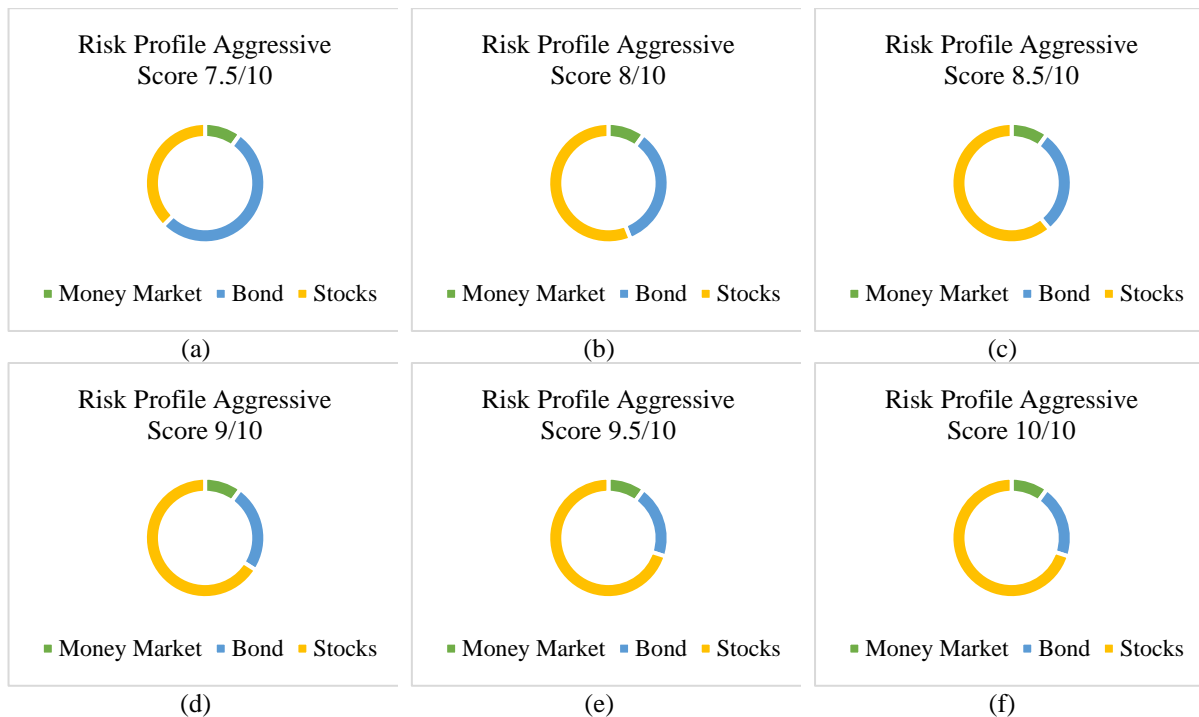 Risk Profile Aggressive
Score 7.5/10
Money Market Bond Stocks
(a)
Risk Profile Aggressive
Score 8/10
Money Market Bond Stocks
(b)
Risk Profile Aggressive
Score 8.5/10
Money Market Bond Stocks
(c)
Risk Profile Aggressive
Score 9/10
Money Market Bond Stocks
(d)
Risk Profile Aggressive
Score 9.5/10
Money Market Bond Stocks
(e)
Risk Profile Aggressive
Score 10/10
Money Market Bond Stocks
(f)